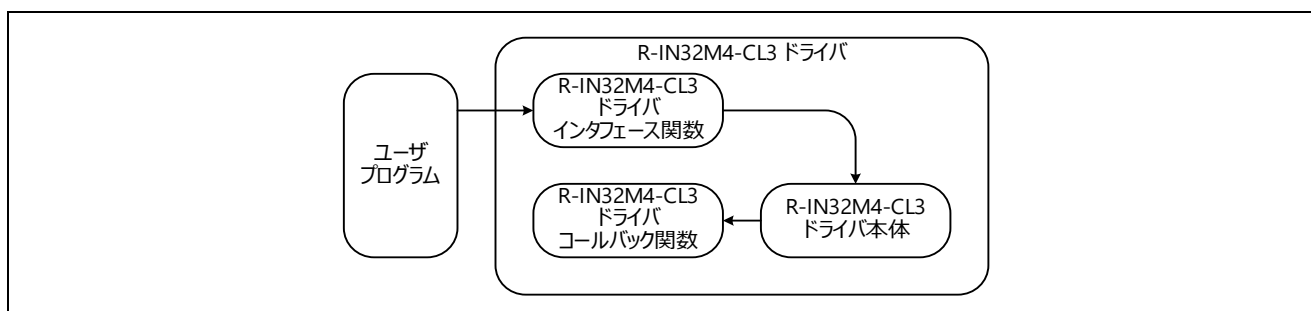 R-IN32M4-CL3 ドライバ
R-IN32M4-CL3
ドライバ
インタフェース関数
ユーザ
プログラム
R-IN32M4-CL3
ドライバ
コールバック関数
R-IN32M4-CL3
ドライバ本体